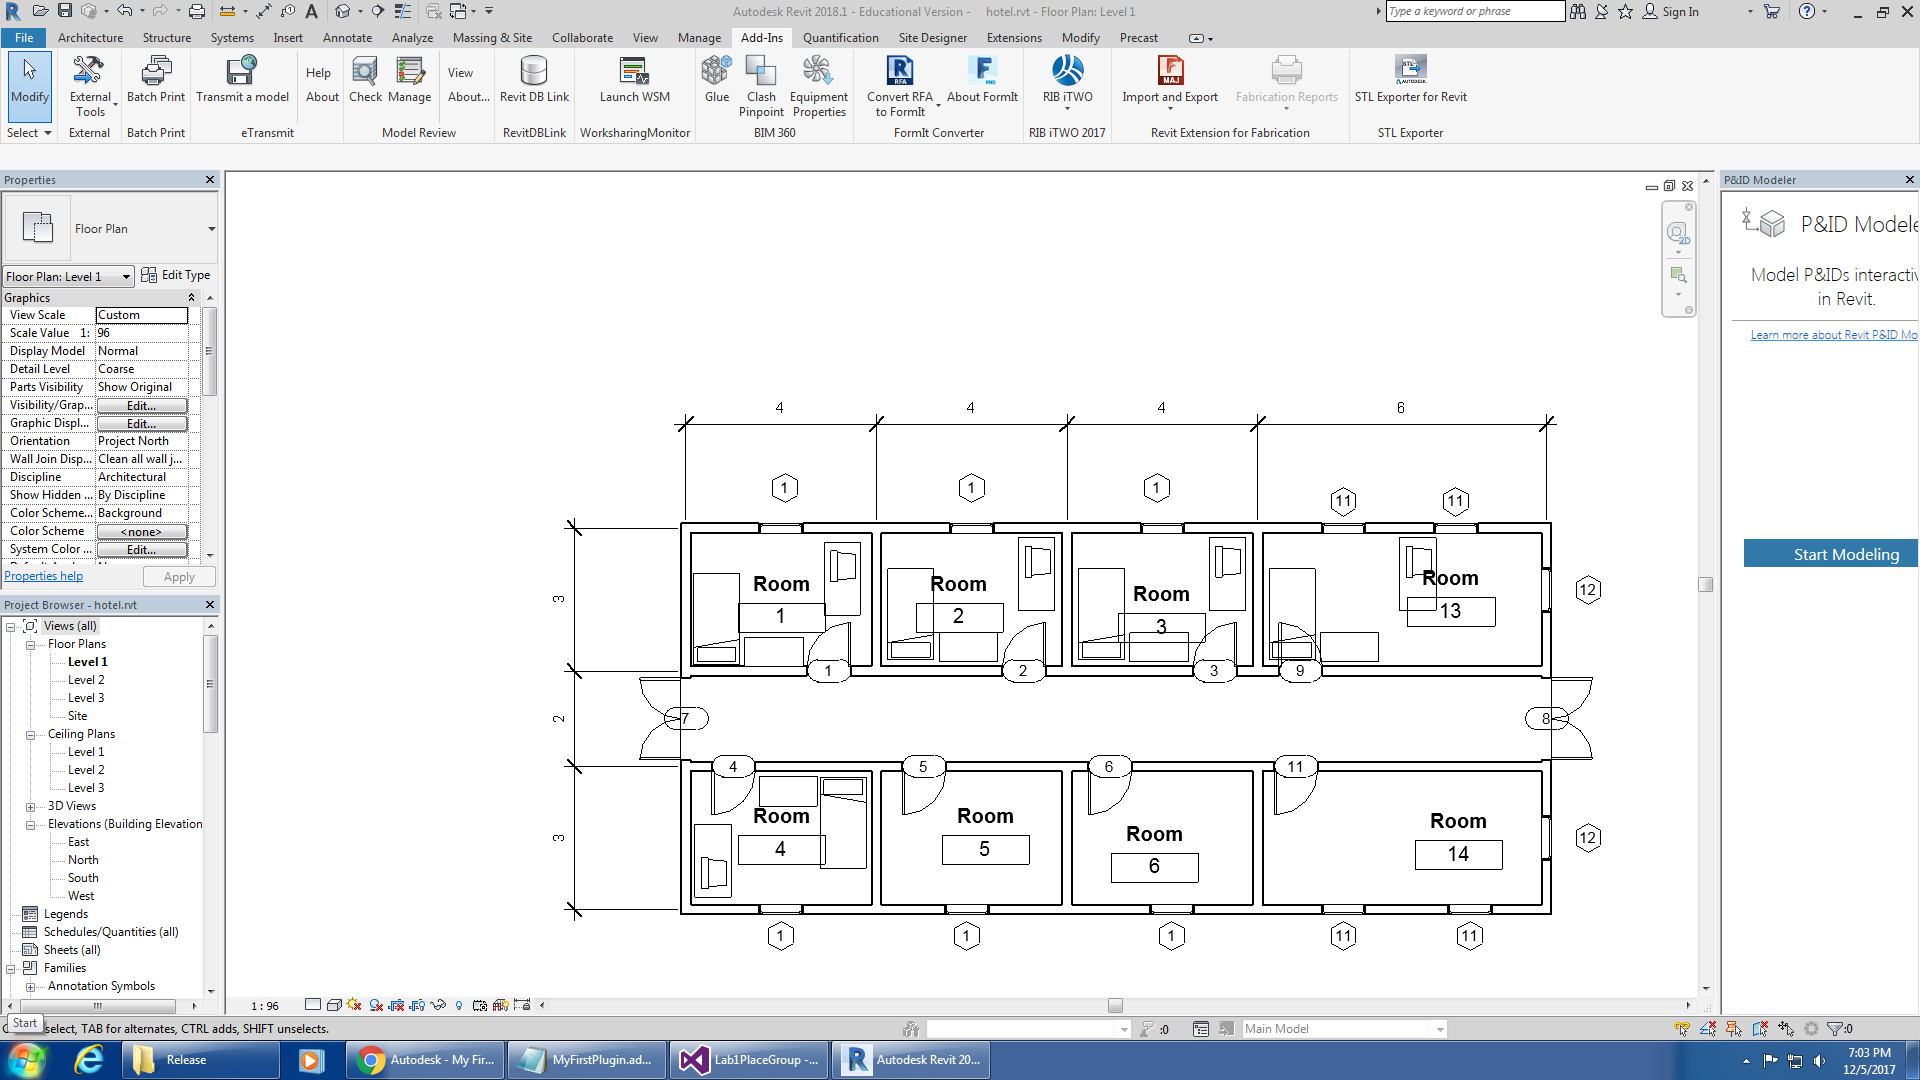 Autodesk Revit 2018.1 - Educational Version - hotel.rvt - Floor Plan: Level 1
Type a keyword or phrase
Sign In
File Architecture Structure Systems Insert Annotate Analyze Massing & Site Collaborate View Manage Add-Ins Quantification Site Designer Extensions Modify Precast
Modify
External Tools
Batch Print
Transmit a model
Help
About
Check
Manage
View
About...
Revit DB Link
Launch WSM
Glue
Clash Pinpoint
Equipment Properties
Convert RFA to FormIt
About FormIt
RIB iTWO
Import and Export
Fabrication Reports
STL Exporter for Revit
Select External Batch Print eTransmit Model Review RevitDBLink WorksharingMonitor BIM 360 FormIt Converter RIB iTWO 2017 Revit Extension for Fabrication STL Exporter
Properties
Floor Plan
Floor Plan: Level 1
Edit Type
Graphics
View Scale Custom
Scale Value 1: 96
Display Model Normal
Detail Level Coarse
Parts Visibility Show Original
Visibility/Grap... Edit...
Graphic Displ... Edit...
Orientation Project North
Wall Join Disp... Clean all wall j...
Discipline Architectural
Show Hidden ... By Discipline
Color Scheme... Background
Color Scheme <none>
System Color ... Edit...
Properties help
Apply
Project Browser - hotel.rvt
Views (all)
Floor Plans
Level 1
Level 2
Level 3
Site
Ceiling Plans
Level 1
Level 2
Level 3
3D Views
Elevations (Building Elevation
East
North
South
West
Legends
Schedules/Quantities (all)
Sheets (all)
Families
Annotation Symbols
4 4 4 6
1 1 1 11 11
3
Room
1
Room
2
Room
3
Room
13
12
1 2 3 9
2
7 8
4 5 6 11
3
Room
4
Room
5
Room
6
Room
14
12
1 1 1 11 11
P&ID Modeler
P&ID Modele
Model P&IDs interactiv
in Revit.
Learn more about Revit P&ID Mo
Start Modeling
1 : 96
Start
select, TAB for alternates, CTRL adds, SHIFT unselects.
:0
Main Model
:0
Release
Autodesk - My Fir...
MyFirstPlugin.ad...
Lab1PlaceGroup -...
Autodesk Revit 20...
7:03 PM
12/5/2017